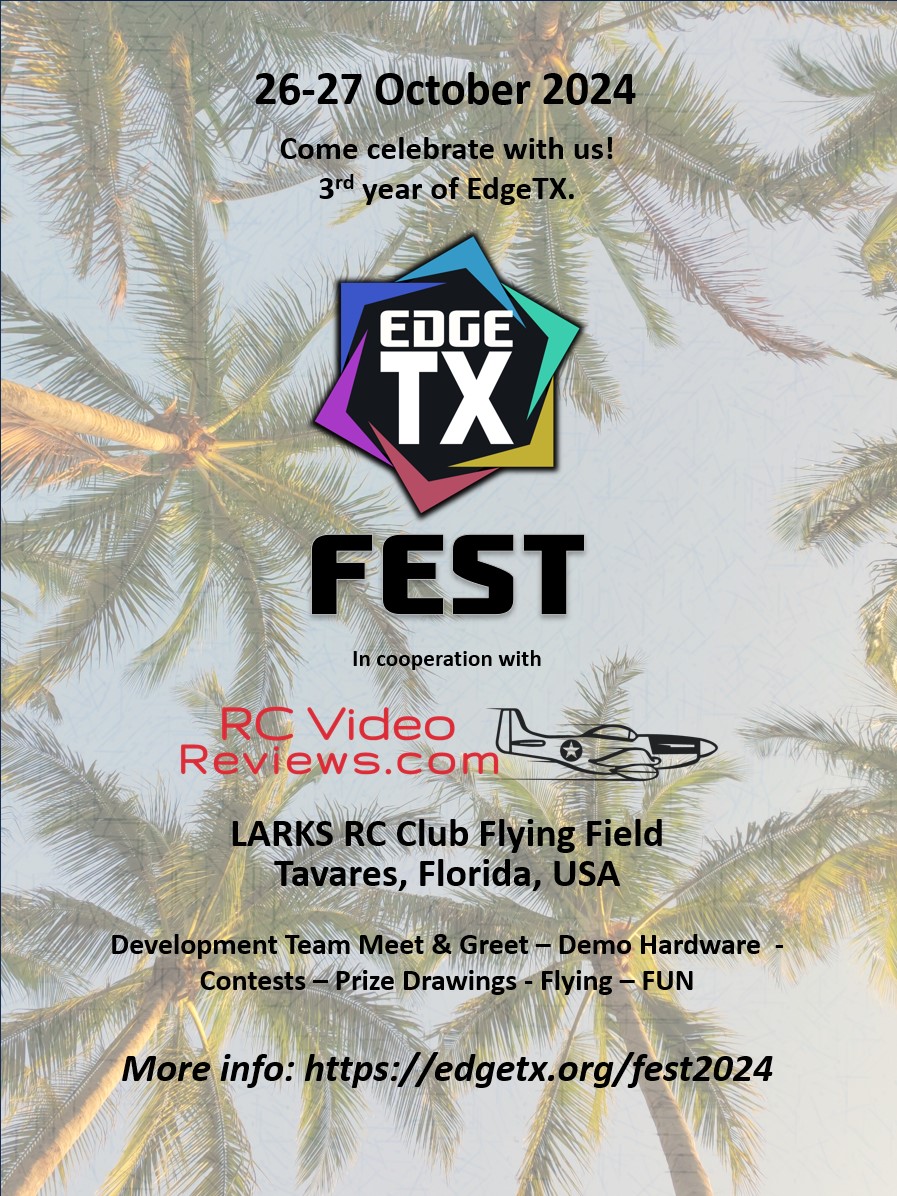 26-27 October 2024
Come celebrate with us!
3rd year of EdgeTX.
EDGE
TX
FEST
In cooperation with
RC Video
Reviews.com
LARKS RC Club Flying Field
Tavares, Florida, USA
Development Team Meet & Greet – Demo Hardware -
Contests – Prize Drawings - Flying – FUN
More info: https://edgetx.org/fest2024